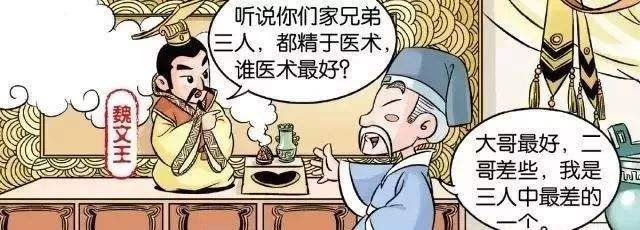 听说你们家兄弟
三人，都精于医术，
谁医术最好？
魏文王
大哥最好，二
哥差些，我是
三人中最差的
一个。